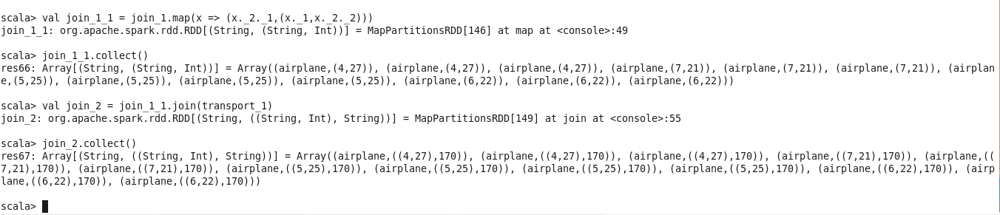 scala> val join_1_1 = join_1.map(x => (x._2._1,(x._1,x._2._2)))
join_1_1: org.apache.spark.rdd.RDD[(String, (String, Int))] = MapPartitionsRDD[146] at map at <console>:49
scala> join_1_1.collect()
res66: Array[(String, (String, Int))] = Array((airplane,(4,27)), (airplane,(4,27)), (airplane,(4,27)), (airplane,(7,21)), (airplane,(7,21)), (airplane,(7,21)), (airplan
e,(5,25)), (airplane,(5,25)), (airplane,(5,25)), (airplane,(5,25)), (airplane,(6,22)), (airplane,(6,22)), (airplane,(6,22)))
scala> val join_2 = join_1_1.join(transport_1)
join_2: org.apache.spark.rdd.RDD[(String, ((String, Int), String))] = MapPartitionsRDD[149] at join at <console>:55
scala> join_2.collect()
res67: Array[(String, ((String, Int), String))] = Array((airplane,((4,27),170)), (airplane,((4,27),170)), (airplane,((4,27),170)), (airplane,((7,21),170)), (airplane,((
7,21),170)), (airplane,((7,21),170)), (airplane,((5,25),170)), (airplane,((5,25),170)), (airplane,((5,25),170)), (airplane,((5,25),170)), (airplane,((6,22),170)), (airp
lane,((6,22),170)), (airplane,((6,22),170)))
scala>